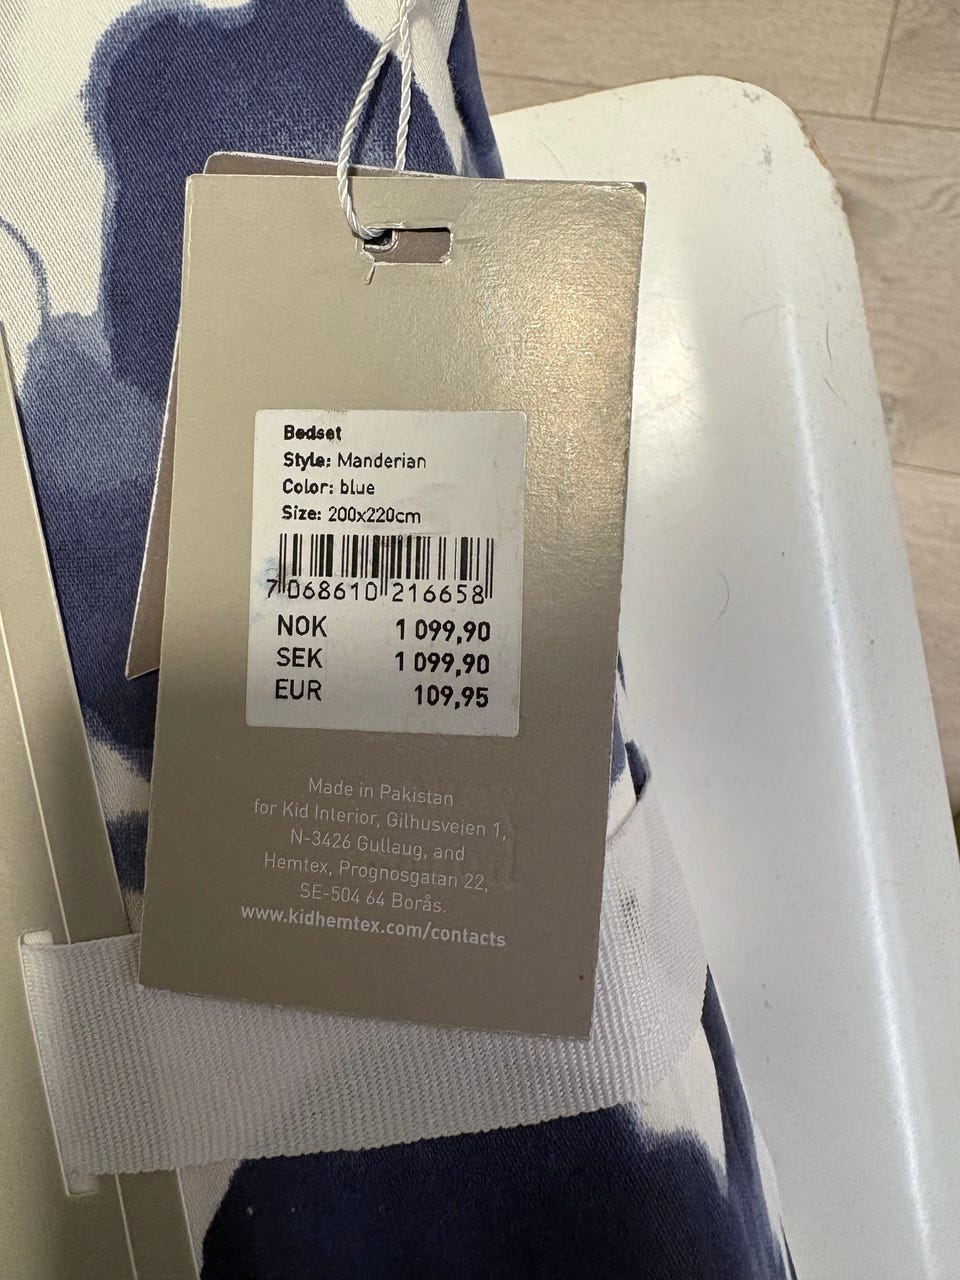 Bedset
Style: Manderian
Color: blue
Size: 200x220cm
7 068610 216658
NOK 1 099,90
SEK 1 099,90
EUR 109,95
Made in Pakistan
for Kid Interior, Gilhusveien 1,
N-3426 Gullaug, and
Hemtex, Prognosgatan 22,
SE-504 64 Borås.
www.kidhemtex.com/contacts